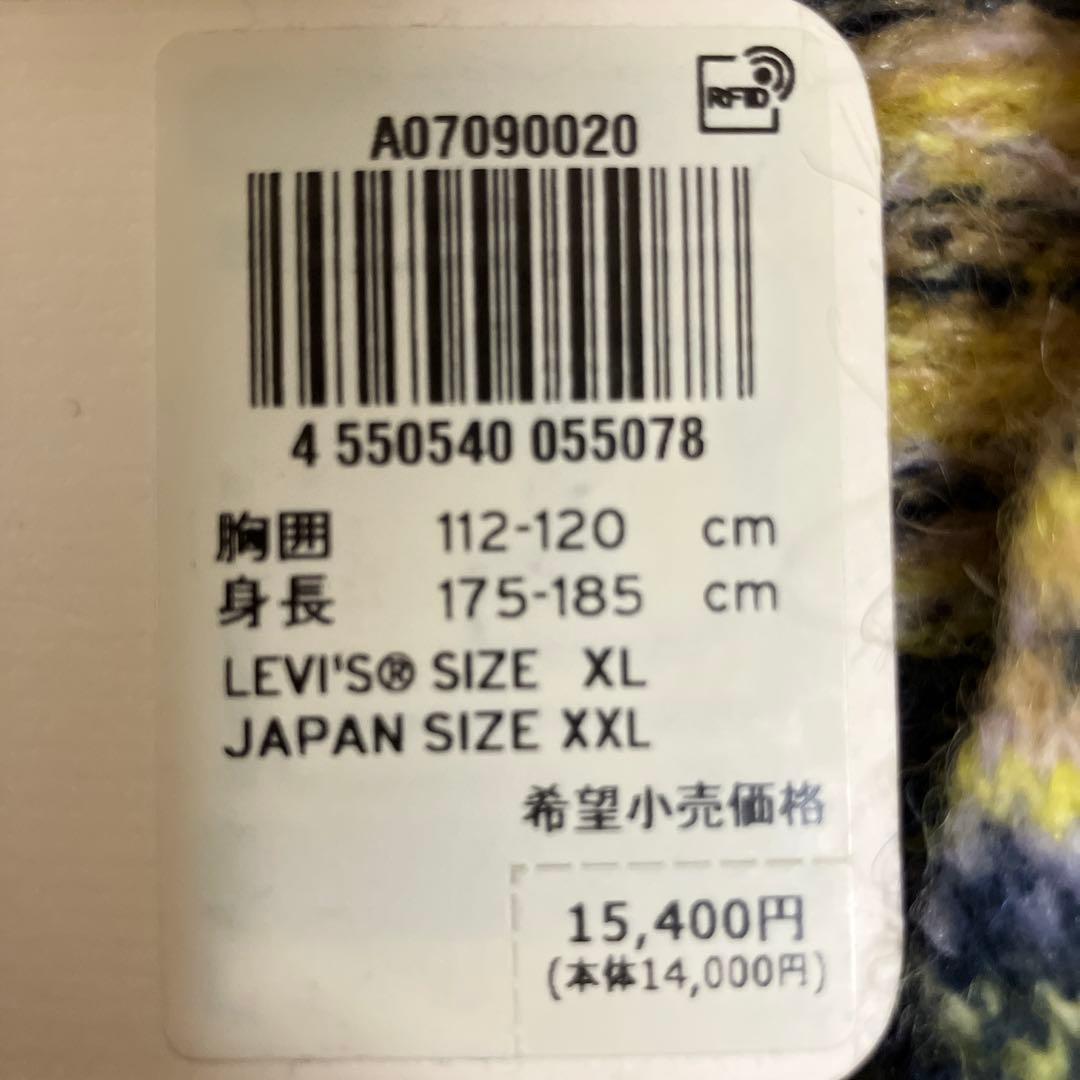 RFID
A07090020
4 550540 055078
胸囲 112-120 cm
身長 175-185 cm
LEVI'S® SIZE XL
JAPAN SIZE XXL
希望小売価格
15,400円
(本体14,000円)